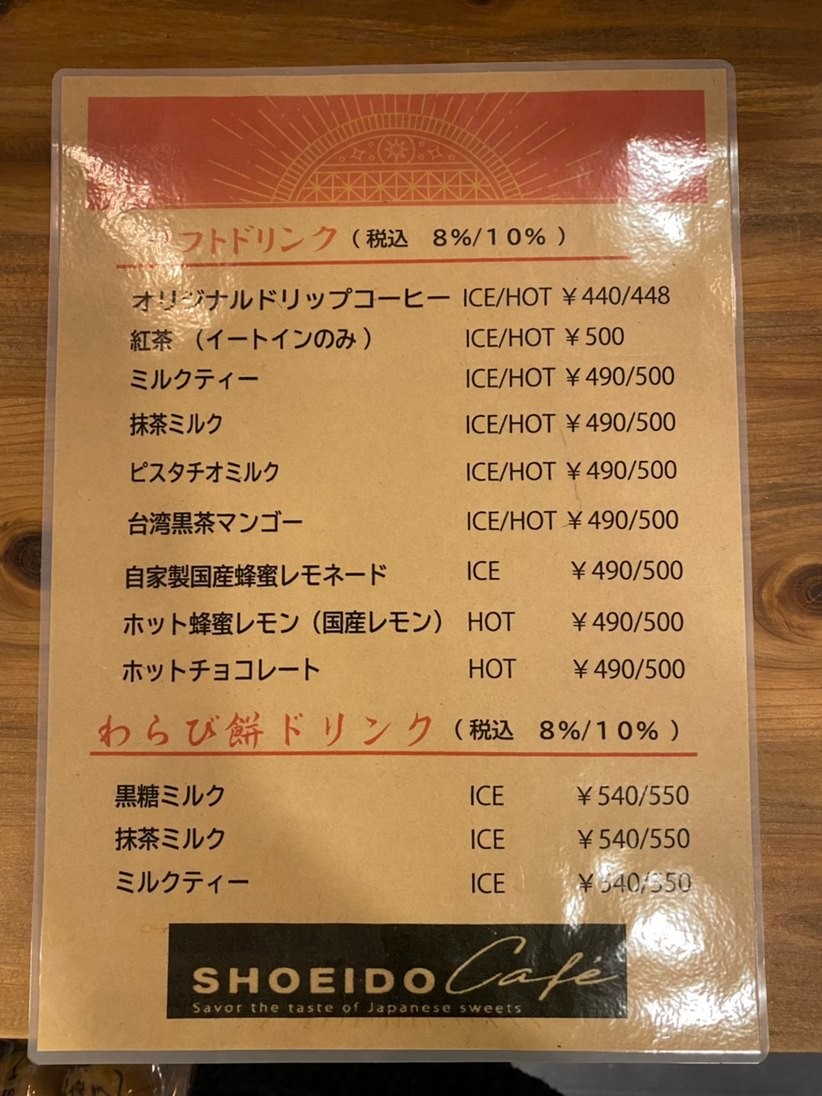 フトドリンク（税込 8%/10%）
オリジナルドリップコーヒー ICE/HOT ￥440/448
紅茶 （イートインのみ） ICE/HOT ￥500
ミルクティー ICE/HOT ￥490/500
抹茶ミルク ICE/HOT ￥490/500
ピスタチオミルク ICE/HOT ￥490/500
台湾黒茶マンゴー ICE/HOT ￥490/500
自家製国産蜂蜜レモネード ICE ￥490/500
ホット蜂蜜レモン（国産レモン） HOT ￥490/500
ホットチョコレート HOT ￥490/500
わらび餅ドリンク（税込 8%/10%）
黒糖ミルク ICE ￥540/550
抹茶ミルク ICE ￥540/550
ミルクティー ICE ￥540/550
SHOEIDO Café
Savor the taste of Japanese sweets